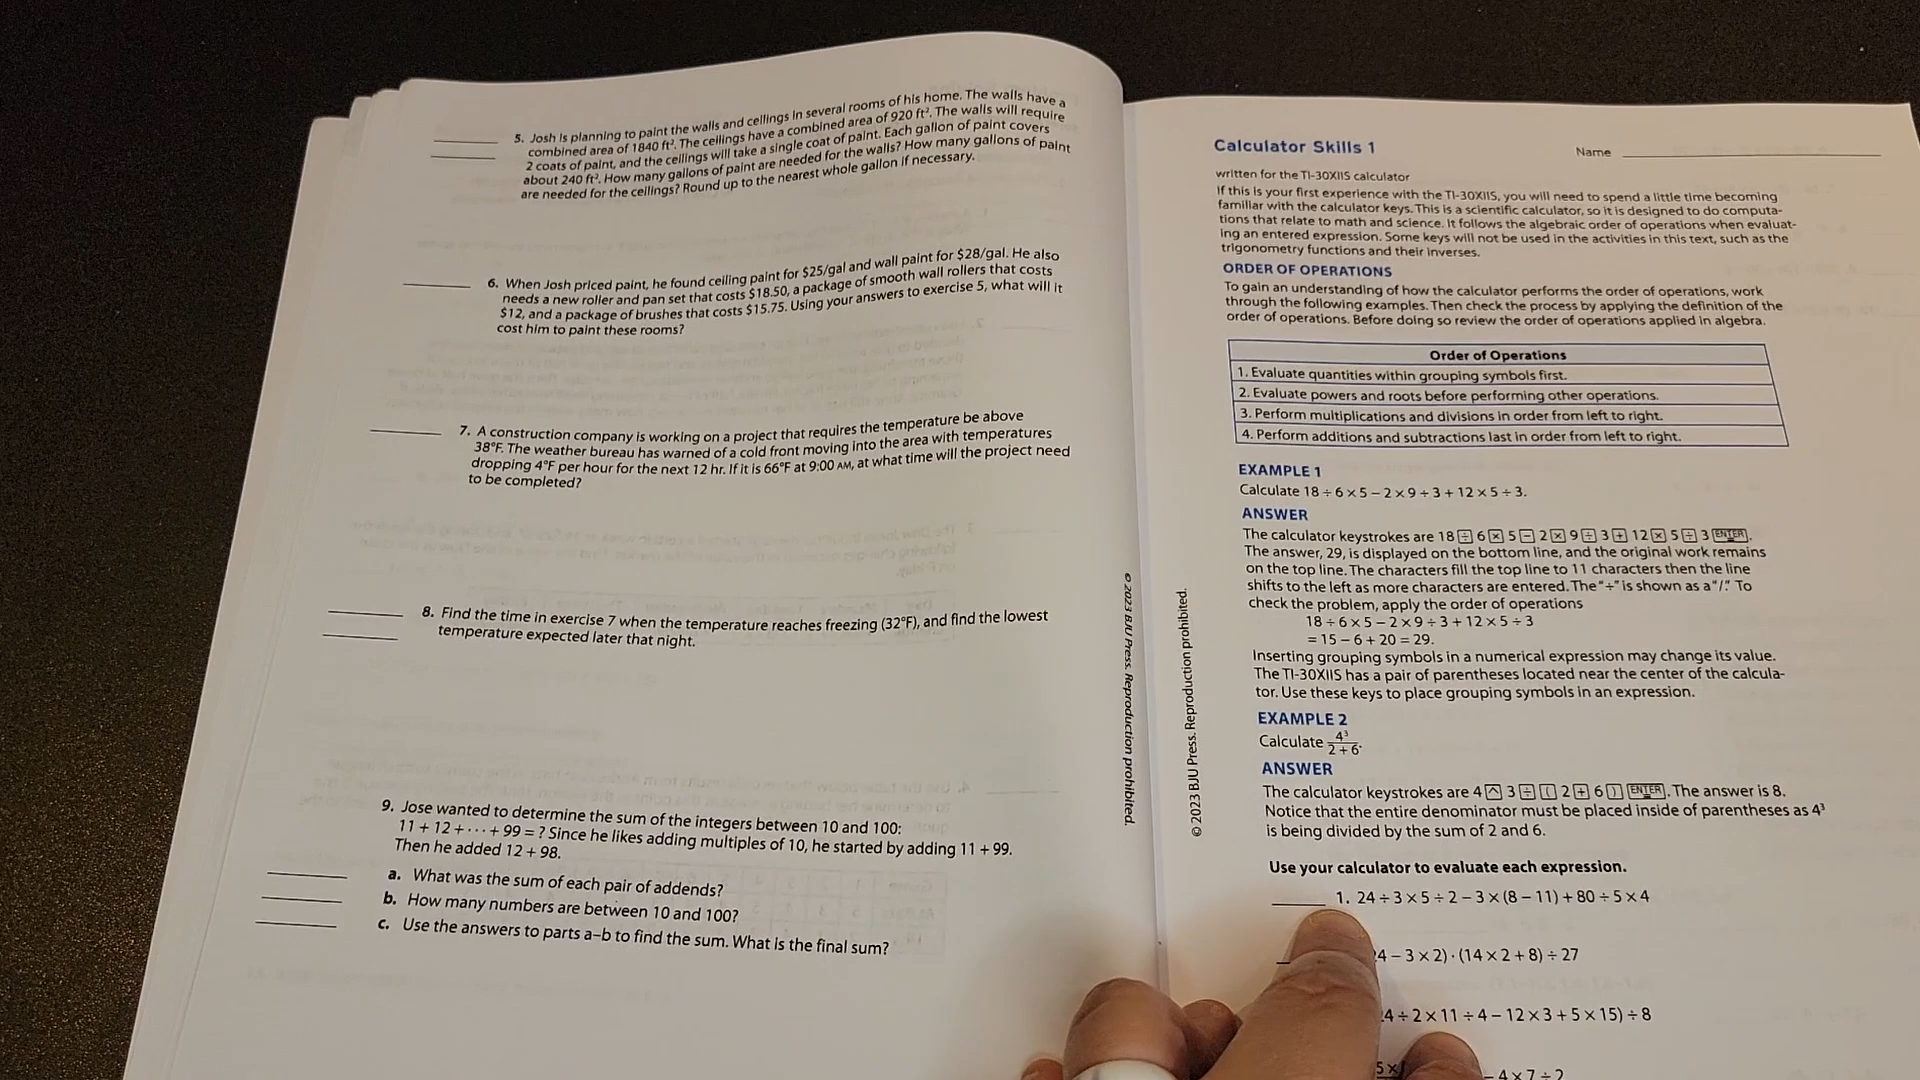 5. Josh is planning to paint the walls and ceilings in several rooms of his home. The walls have a
combined area of 1840 ft². The ceilings have a combined area of 920 ft². The walls will require
2 coats of paint, and the ceilings will take a single coat of paint. Each gallon of paint covers
about 240 ft². How many gallons of paint are needed for the walls? How many gallons of paint
are needed for the ceilings? Round up to the nearest whole gallon if necessary.
6. When Josh priced paint, he found ceiling paint for $25/gal and wall paint for $28/gal. He also
needs a new roller and pan set that costs $18.50, a package of smooth wall rollers that costs
$12, and a package of brushes that costs $15.75. Using your answers to exercise 5, what will it
cost him to paint these rooms?
7. A construction company is working on a project that requires the temperature be above
38°F. The weather bureau has warned of a cold front moving into the area with temperatures
dropping 4°F per hour for the next 12 hr. If it is 66°F at 9:00 AM, at what time will the project need
to be completed?
8. Find the time in exercise 7 when the temperature reaches freezing (32°F), and find the lowest
temperature expected later that night.
9. Jose wanted to determine the sum of the integers between 10 and 100:
11 + 12 + ··· + 99 = ? Since he likes adding multiples of 10, he started by adding 11 + 99.
Then he added 12 + 98.
a. What was the sum of each pair of addends?
b. How many numbers are between 10 and 100?
c. Use the answers to parts a–b to find the sum. What is the final sum?
© 2023 BJU Press. Reproduction prohibited.
© 2023 BJU Press. Reproduction prohibited.
Calculator Skills 1
Name
written for the TI-30XIIS calculator
If this is your first experience with the TI-30XIIS, you will need to spend a little time becoming
familiar with the calculator keys. This is a scientific calculator, so it is designed to do computa-
tions that relate to math and science. It follows the algebraic order of operations when evaluat-
ing an entered expression. Some keys will not be used in the activities in this text, such as the
trigonometry functions and their inverses.
ORDER OF OPERATIONS
To gain an understanding of how the calculator performs the order of operations, work
through the following examples. Then check the process by applying the definition of the
order of operations. Before doing so review the order of operations applied in algebra.
Order of Operations
1. Evaluate quantities within grouping symbols first.
2. Evaluate powers and roots before performing other operations.
3. Perform multiplications and divisions in order from left to right.
4. Perform additions and subtractions last in order from left to right.
EXAMPLE 1
Calculate 18 ÷ 6 × 5 − 2 × 9 ÷ 3 + 12 × 5 ÷ 3.
ANSWER
The calculator keystrokes are 18 ÷ 6 × 5 − 2 × 9 ÷ 3 + 12 × 5 ÷ 3 ENTER.
The answer, 29, is displayed on the bottom line, and the original work remains
on the top line. The characters fill the top line to 11 characters then the line
shifts to the left as more characters are entered. The "÷" is shown as a "/." To
check the problem, apply the order of operations
18 ÷ 6 × 5 − 2 × 9 ÷ 3 + 12 × 5 ÷ 3
= 15 − 6 + 20 = 29.
Inserting grouping symbols in a numerical expression may change its value.
The TI-30XIIS has a pair of parentheses located near the center of the calcula-
tor. Use these keys to place grouping symbols in an expression.
EXAMPLE 2
Calculate 4³/(2 + 6).
ANSWER
The calculator keystrokes are 4 ^ 3 ÷ ( 2 + 6 ) ENTER. The answer is 8.
Notice that the entire denominator must be placed inside of parentheses as 4³
is being divided by the sum of 2 and 6.
Use your calculator to evaluate each expression.
1. 24 ÷ 3 × 5 ÷ 2 − 3 × (8 − 11) + 80 ÷ 5 × 4
4 − 3 × 2) · (14 × 2 + 8) ÷ 27
4 ÷ 2 × 11 ÷ 4 − 12 × 3 + 5 × 15) ÷ 8
5 ×
− 4 × 7 ÷ 2